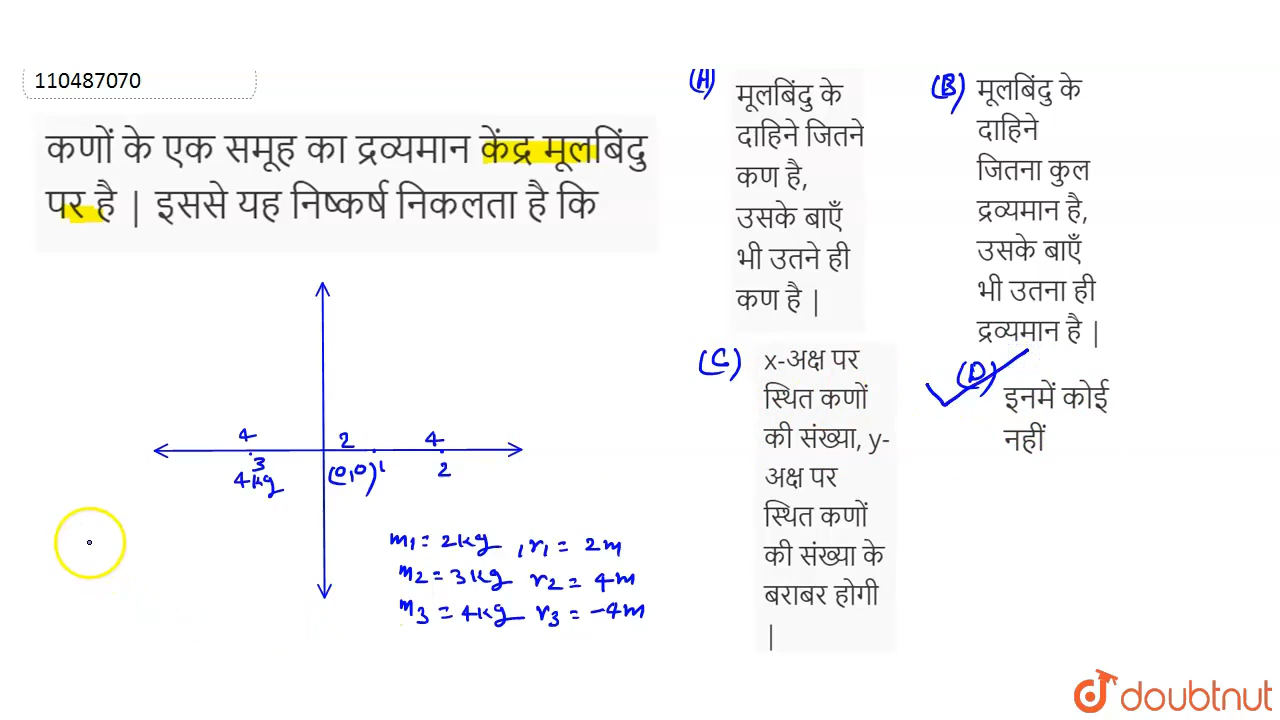 110487070
कणों के एक समूह का द्रव्यमान केंद्र मूलबिंदु
पर है | इससे यह निष्कर्ष निकलता है कि
(A)
मूलबिंदु के
दाहिने जितने
कण है,
उसके बाएँ
भी उतने ही
कण है |
(B)
मूलबिंदु के
दाहिने
जितना कुल
द्रव्यमान है,
उसके बाएँ
भी उतना ही
द्रव्यमान है |
(C)
x-अक्ष पर
स्थित कणों
की संख्या, y-
अक्ष पर
स्थित कणों
की संख्या के
बराबर होगी
|
(D)
इनमें कोई
नहीं
4 2 4
3 (0,0) 1 2
4kg
m1 = 2kg , r1 = 2m
m2 = 3kg r2 = 4m
m3 = 4kg r3 = -4m
doubtnut